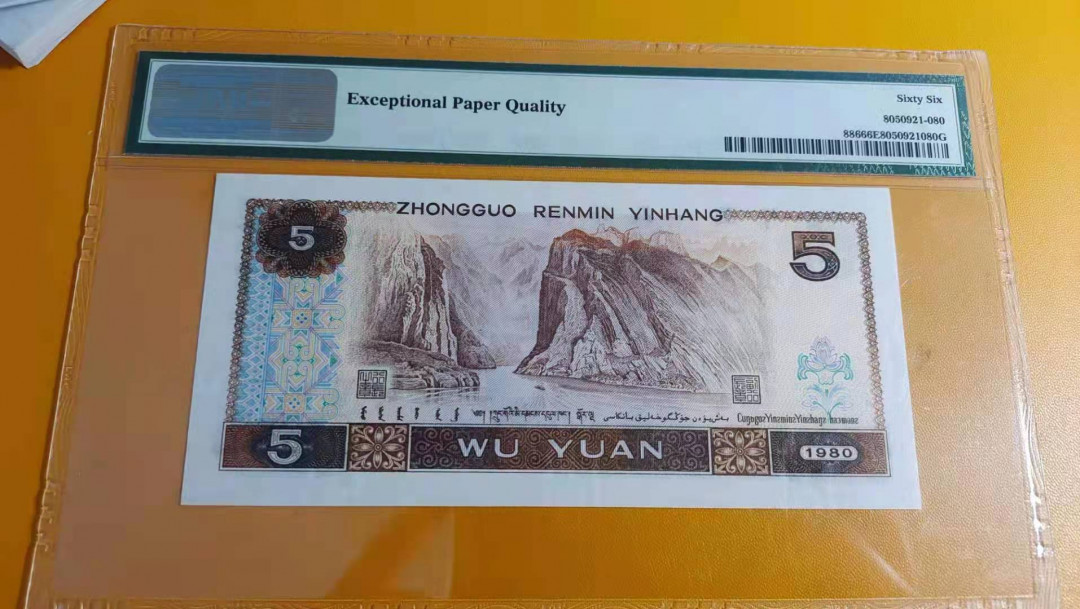 Exceptional Paper Quality
Sixty Six
8050921-080
88666E8050921080G
ZHONGGUO RENMIN YINHANG
5
5
5
WU YUAN
1980